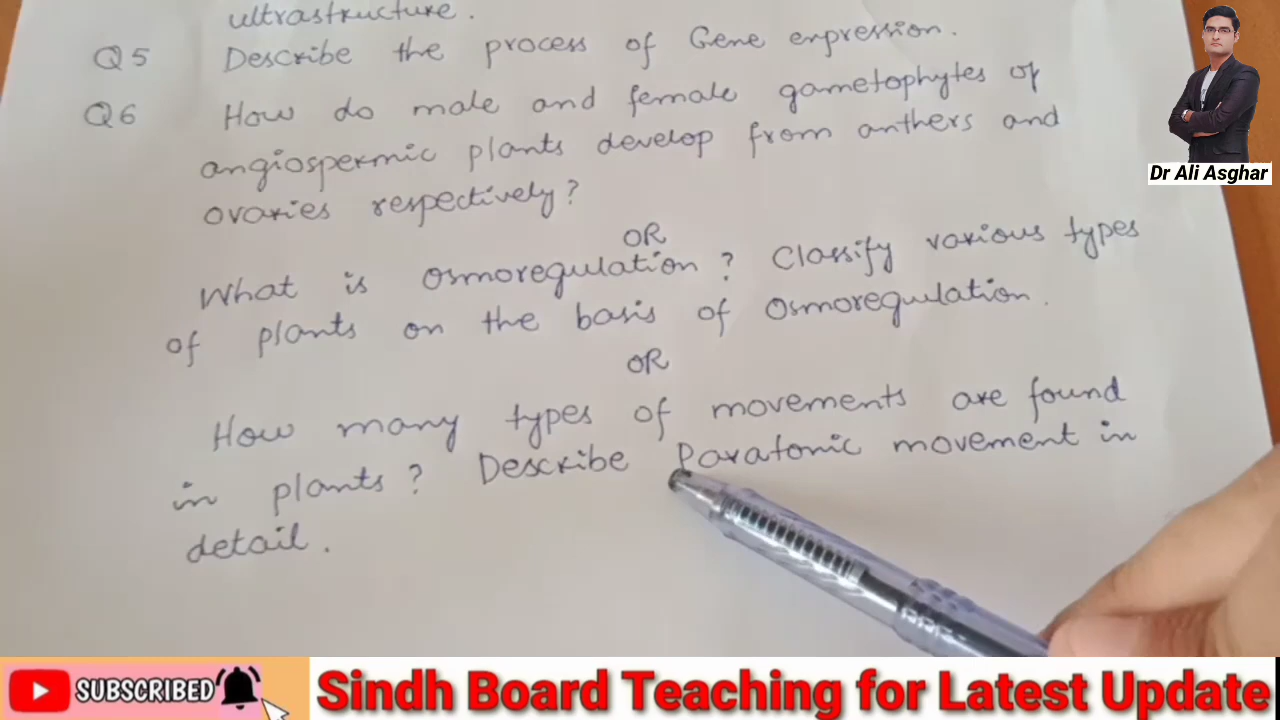 ultrastructure.
Q5 Describe the process of Gene expression.
Q6 How do male and female gametophytes of
angiospermic plants develop from anthers and
ovaries respectively?
OR
What is Osmoregulation? Classify various types
of plants on the basis of Osmoregulation.
OR
How many types of movements are found
in plants? Describe Paratonic movement in
detail.
Dr Ali Asghar
SUBSCRIBED
Sindh Board Teaching for Latest Update